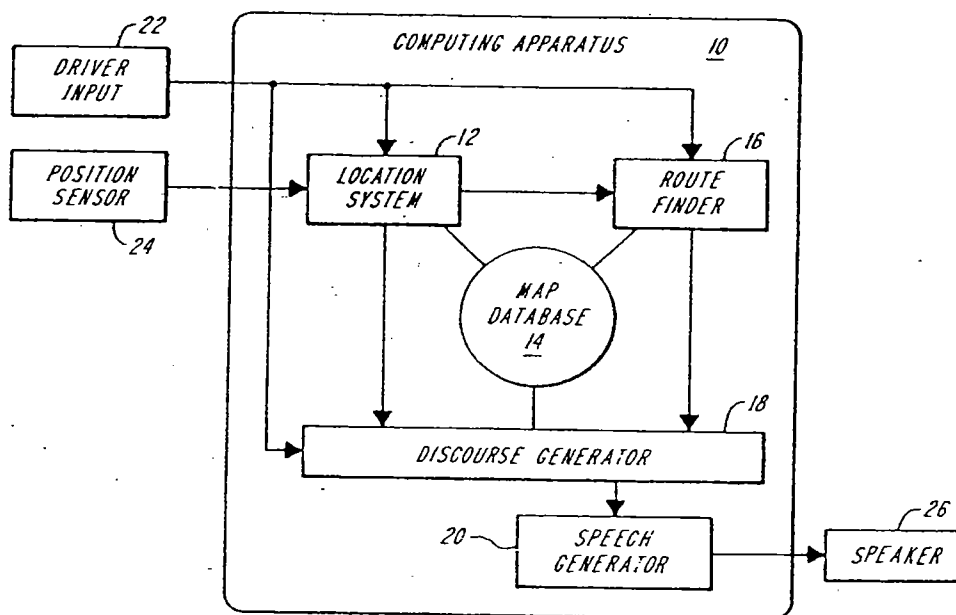 22
COMPUTING APPARATUS 10
DRIVER
INPUT
12
16
POSITION
SENSOR
LOCATION
SYSTEM
ROUTE
FINDER
24
MAP
DATABASE
14
18
DISCOURSE GENERATOR
20
SPEECH
GENERATOR
26
SPEAKER